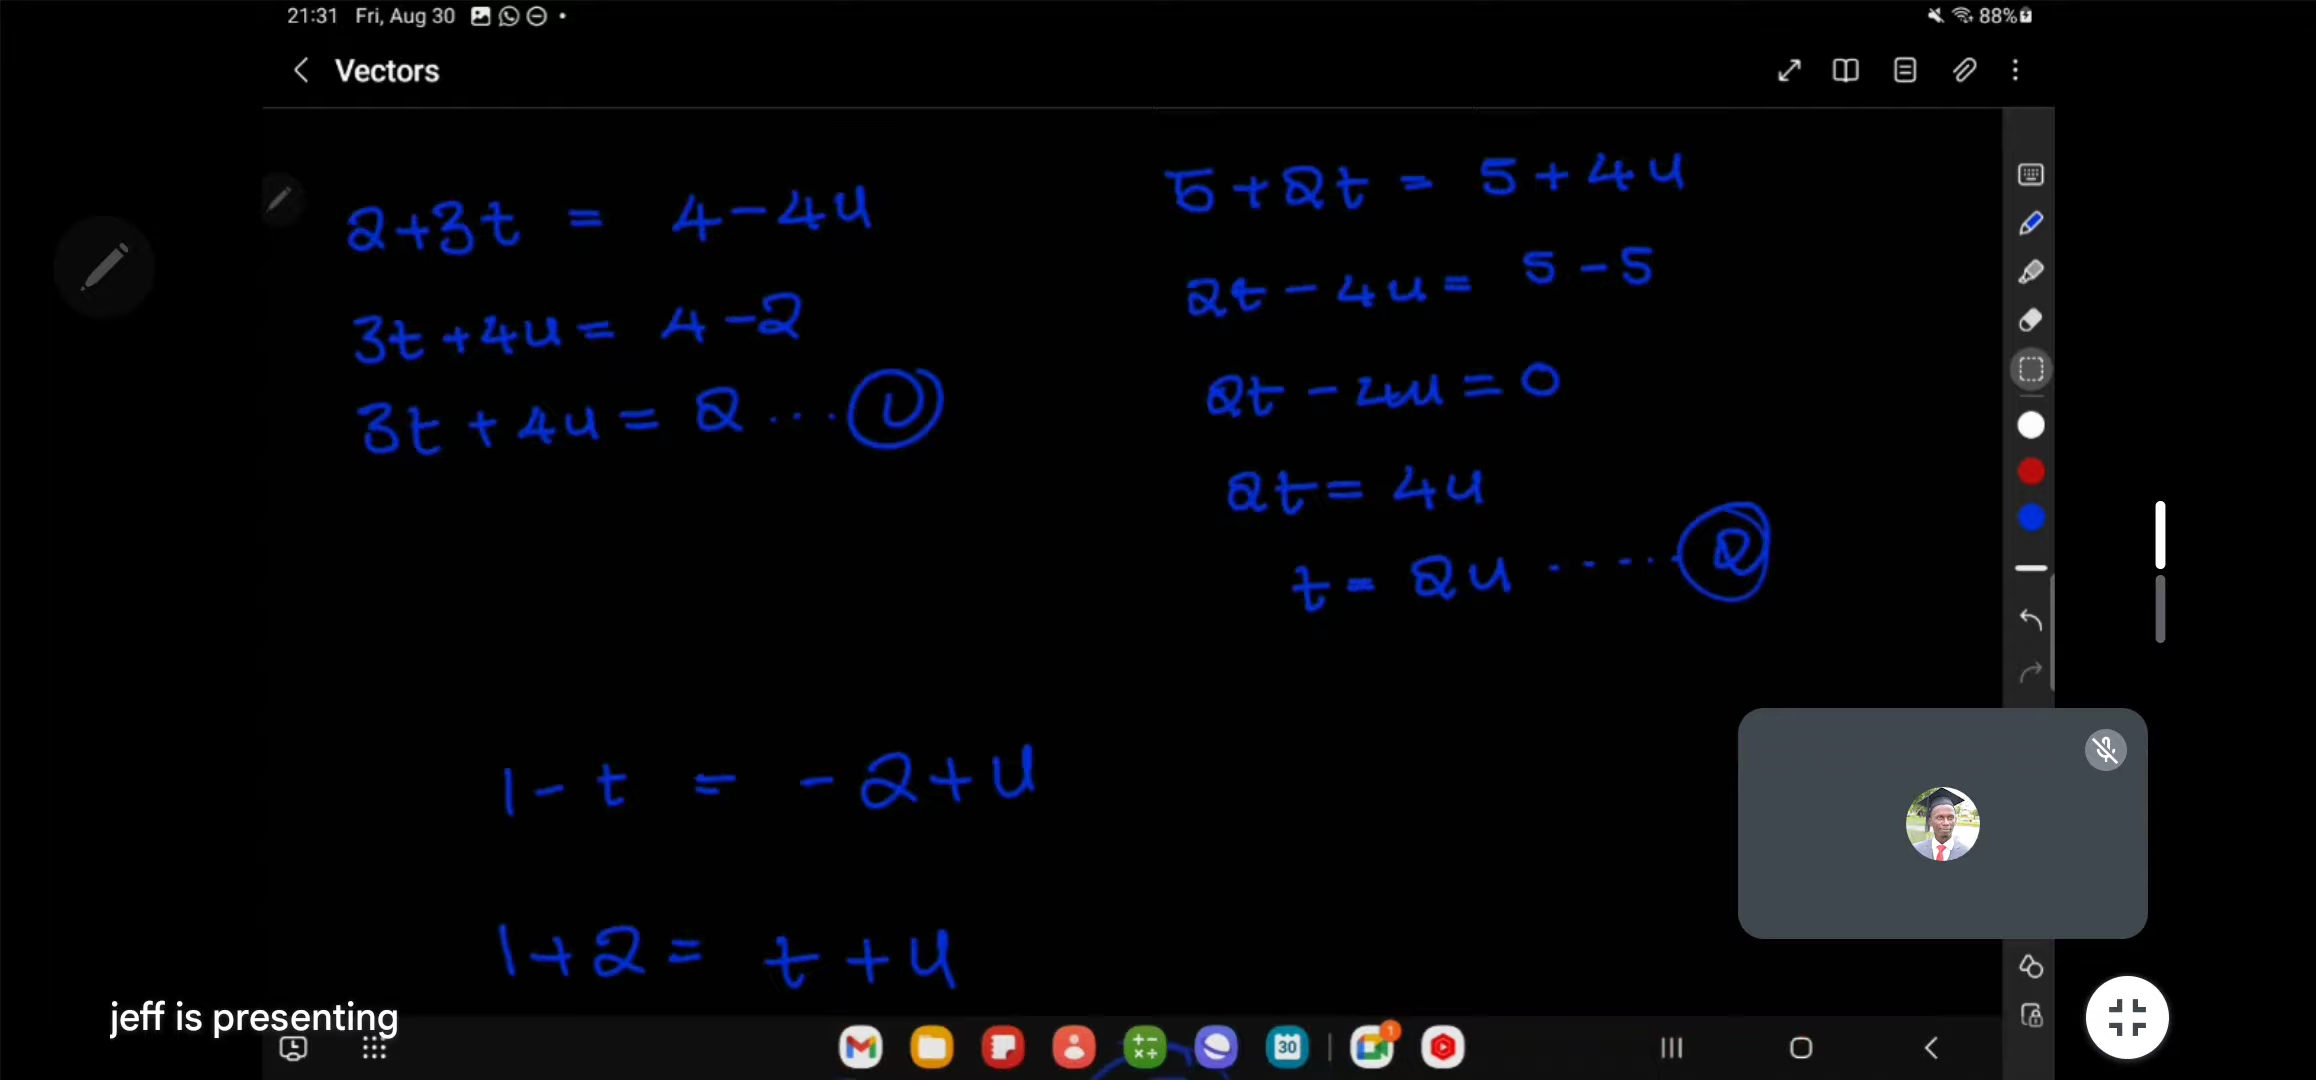 21:31 Fri, Aug 30
88%
Vectors
2+3t = 4-4u
3t+4u = 4-2
3t+4u = 2 ... 1
5+2t = 5+4u
2t-4u = 5-5
2t-4u = 0
2t = 4u
t = 2u ..... 2
1-t = -2+u
1+2 = t+u
jeff is presenting
30
1